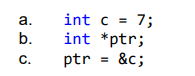 a. int c = 7;
b. int *ptr;
c. ptr = &c;